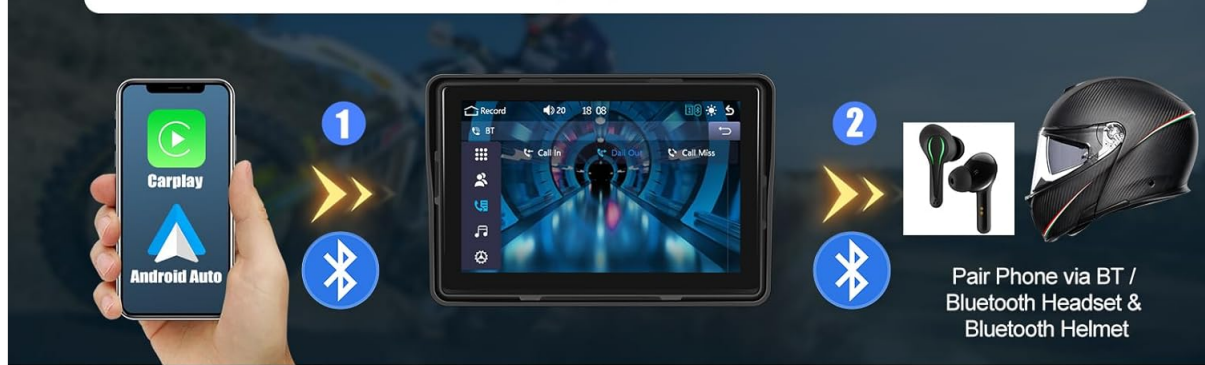 Carplay
Android Auto
1
Record
20
18 08
BT
Call In
Dail Out
Call Miss
2
Pair Phone via BT /
Bluetooth Headset &
Bluetooth Helmet